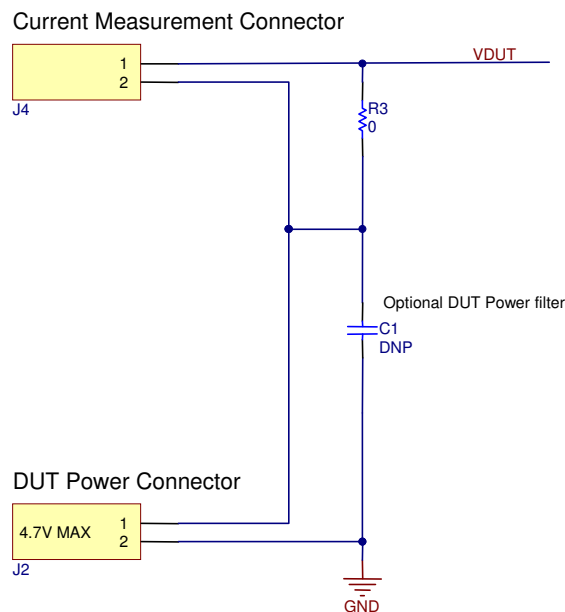 Current Measurement Connector
1
2
J4
VDUT
R3
0
Optional DUT Power filter
C1
DNP
DUT Power Connector
4.7V MAX
1
2
J2
GND